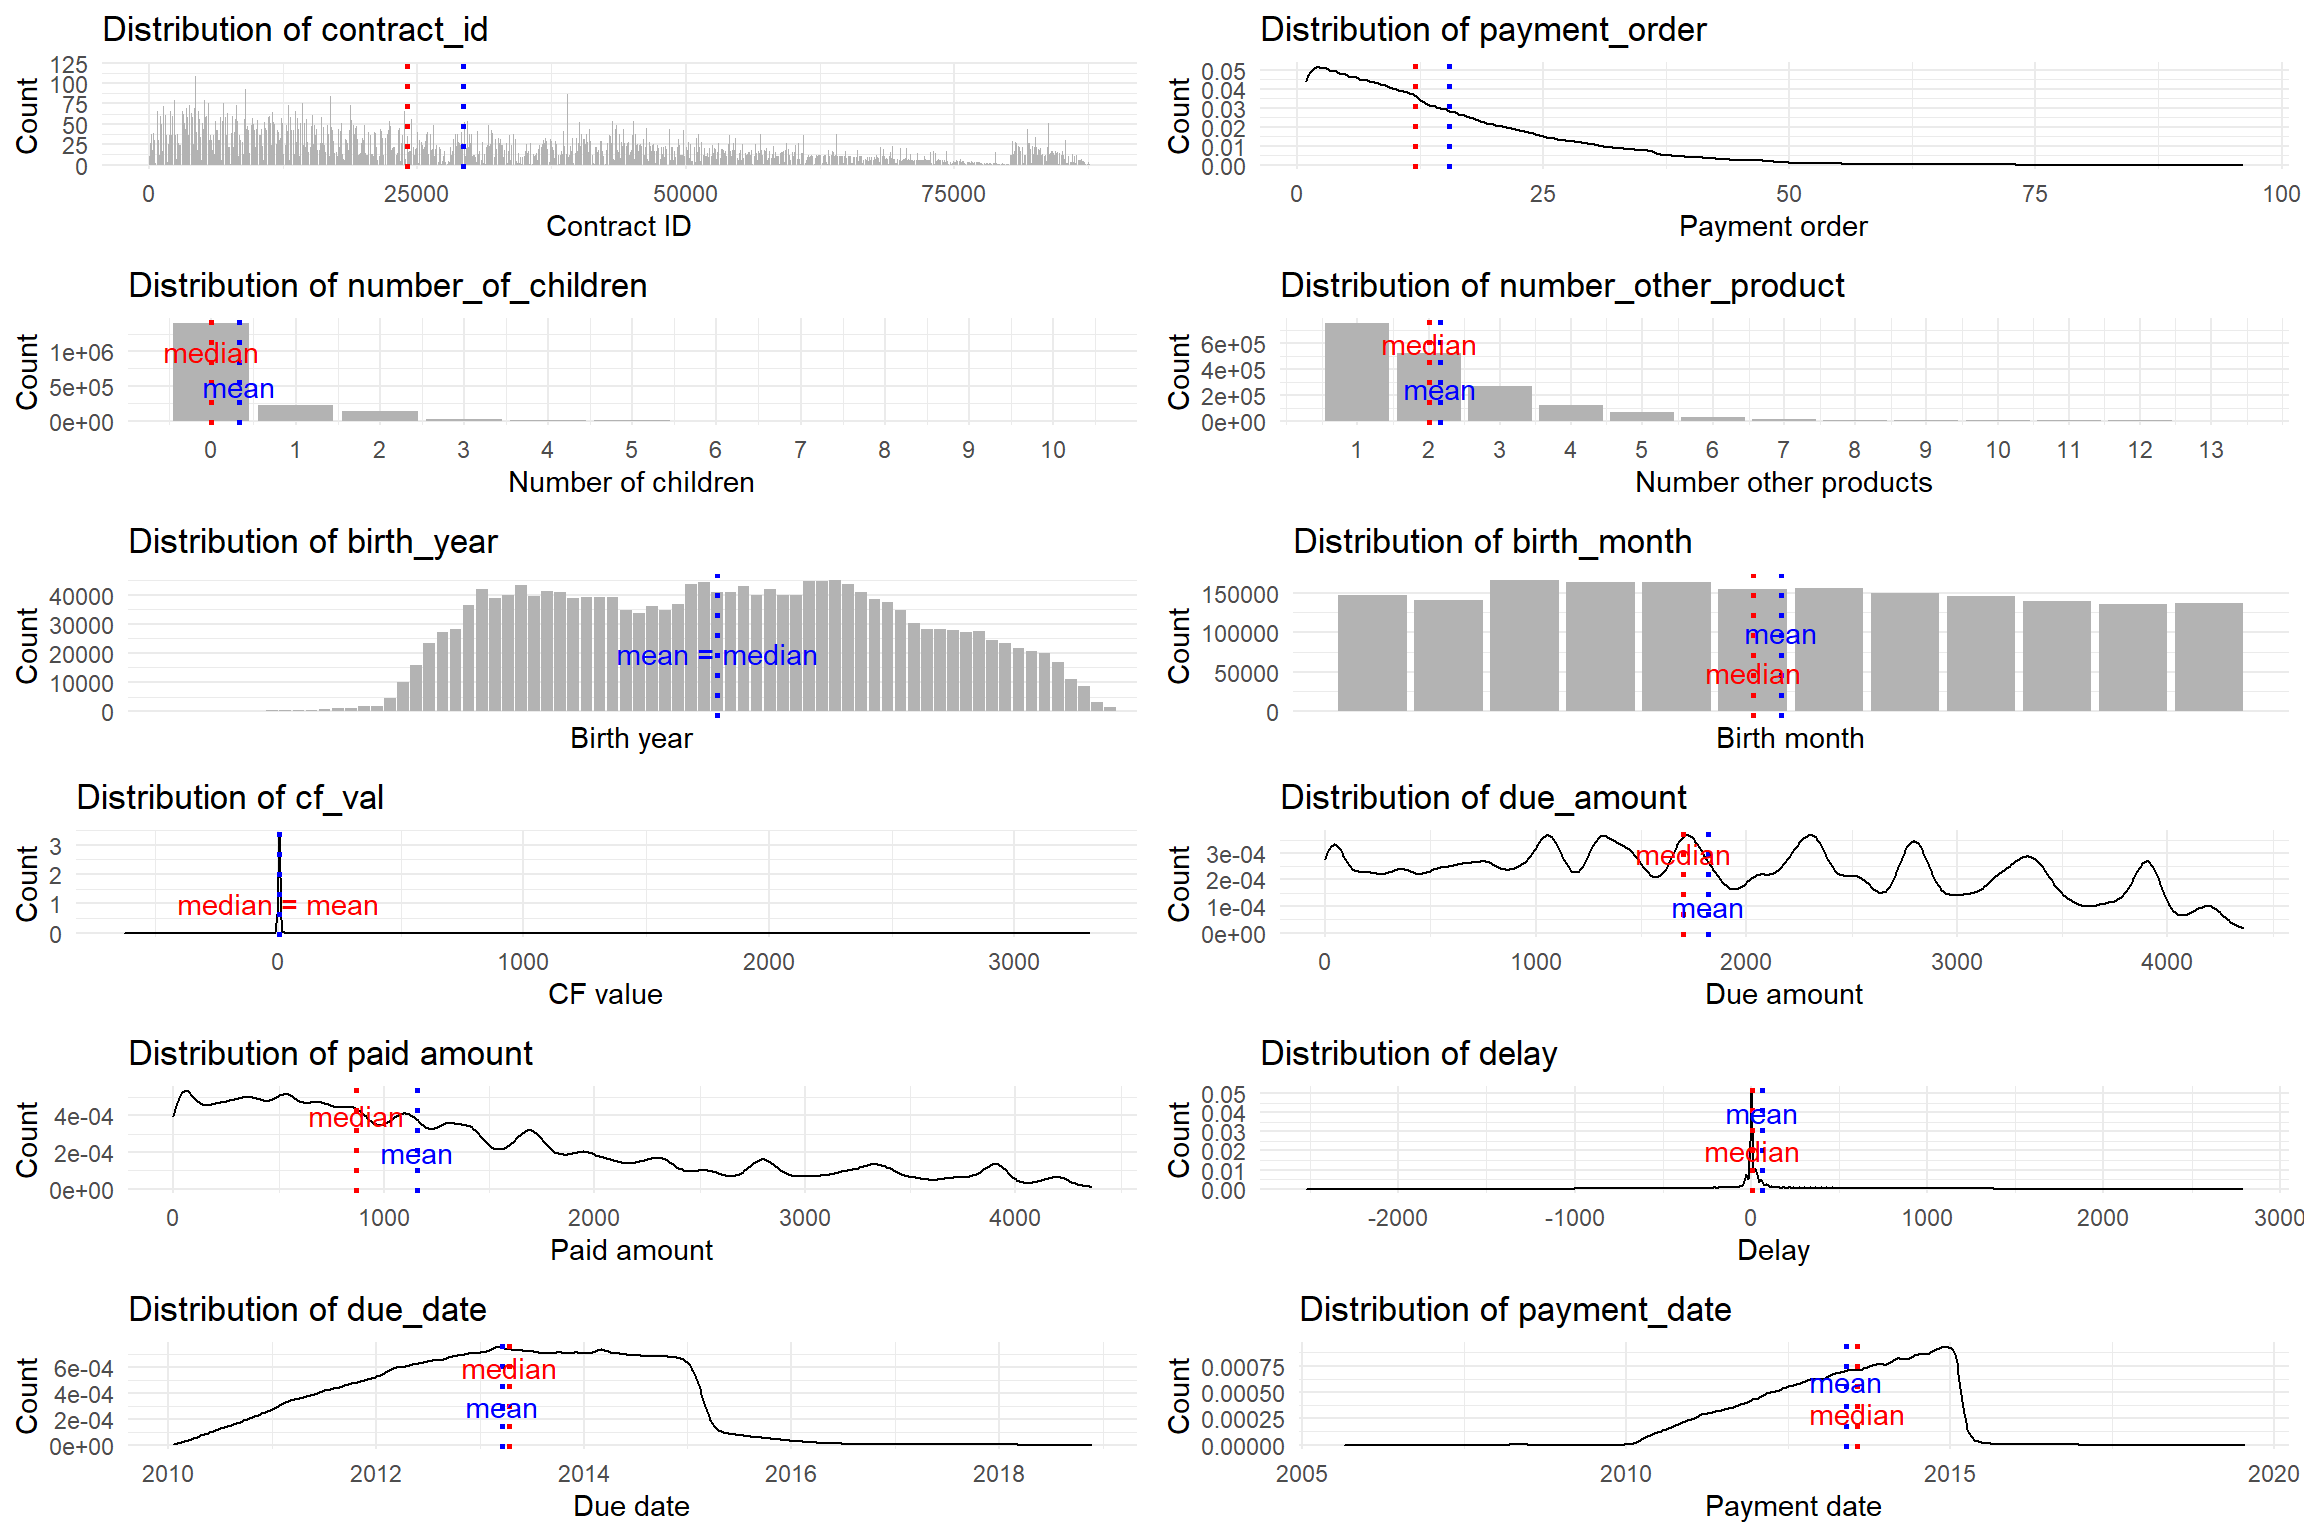 Distribution of contract_id
Count
125
100
75
50
25
0
0 25000 50000 75000
Contract ID
Distribution of payment_order
Count
0.05
0.04
0.03
0.02
0.01
0.00
0 25 50 75 100
Payment order
Distribution of number_of_children
Count
1e+06
5e+05
0e+00
median
mean
0 1 2 3 4 5 6 7 8 9 10
Number of children
Distribution of number_other_product
Count
6e+05
4e+05
2e+05
0e+00
median
mean
1 2 3 4 5 6 7 8 9 10 11 12 13
Number other products
Distribution of birth_year
Count
40000
30000
20000
10000
0
mean = median
Birth year
Distribution of birth_month
Count
150000
100000
50000
0
mean
median
Birth month
Distribution of cf_val
Count
3
2
1
0
median = mean
0 1000 2000 3000
CF value
Distribution of due_amount
Count
3e-04
2e-04
1e-04
0e+00
median
mean
0 1000 2000 3000 4000
Due amount
Distribution of paid amount
Count
4e-04
2e-04
0e+00
median
mean
0 1000 2000 3000 4000
Paid amount
Distribution of delay
Count
0.05
0.04
0.03
0.02
0.01
0.00
mean
median
-2000 -1000 0 1000 2000 3000
Delay
Distribution of due_date
Count
6e-04
4e-04
2e-04
0e+00
median
mean
2010 2012 2014 2016 2018
Due date
Distribution of payment_date
Count
0.00075
0.00050
0.00025
0.00000
mean
median
2005 2010 2015 2020
Payment date